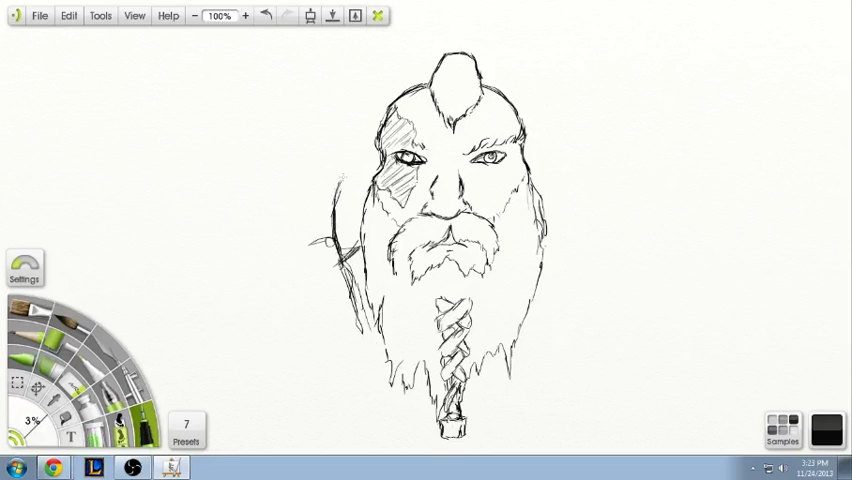 File Edit Tools View Help − 100% +
Settings
3%
T
7
Presets
Samples
L
3:23 PM
11/24/2013